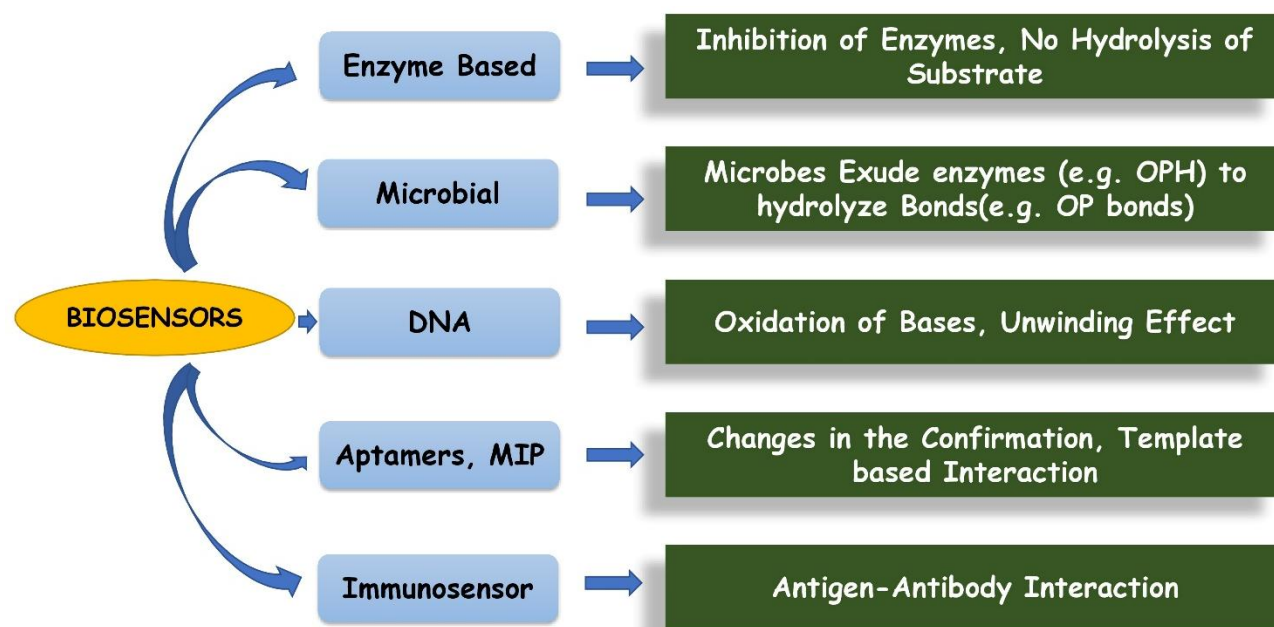 Enzyme Based
Inhibition of Enzymes, No Hydrolysis of
Substrate
Microbial
Microbes Exude enzymes (e.g. OPH) to
hydrolyze Bonds(e.g. OP bonds)
BIOSENSORS
DNA
Oxidation of Bases, Unwinding Effect
Aptamers, MIP
Changes in the Confirmation, Template
based Interaction
Immunosensor
Antigen-Antibody Interaction